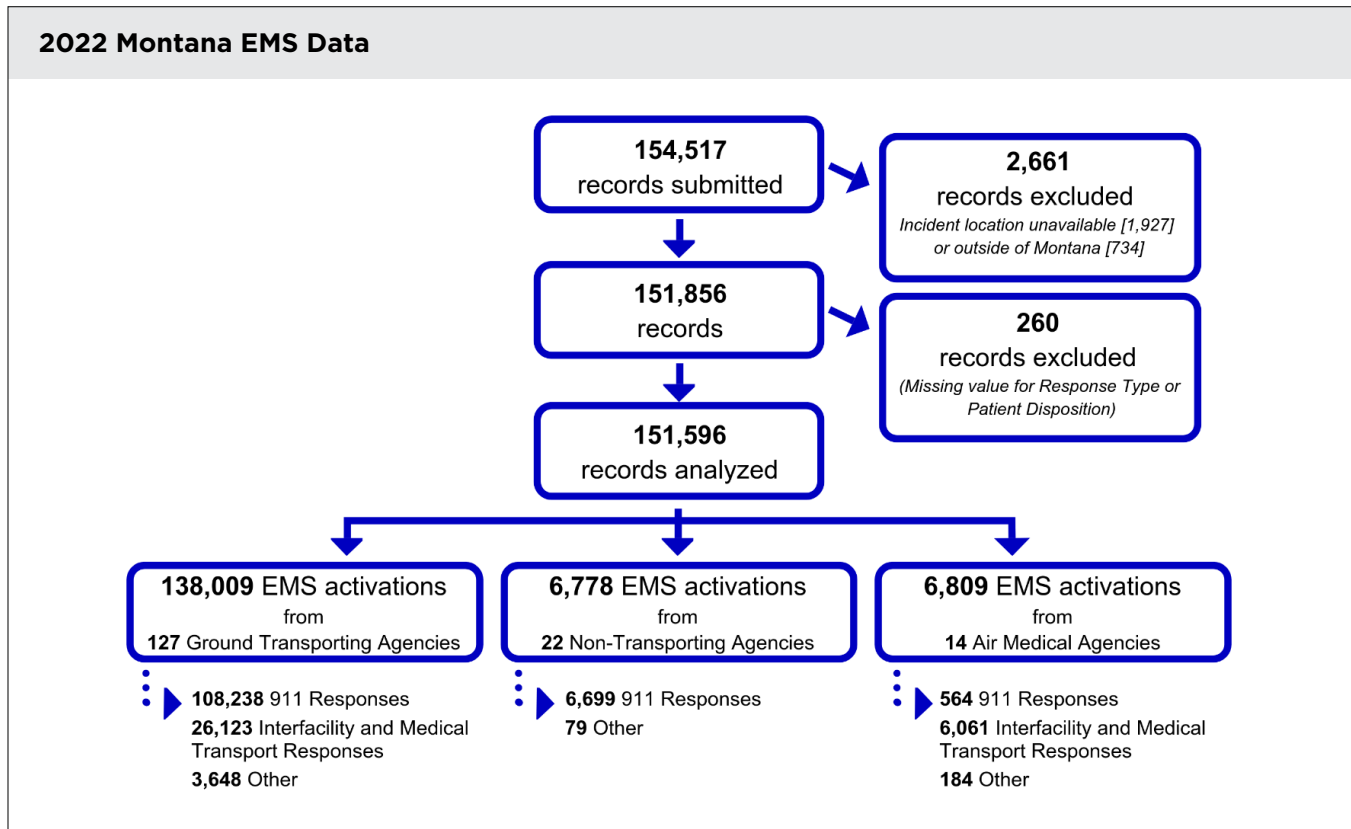 2022 Montana EMS Data
154,517
records submitted
2,661
records excluded
Incident location unavailable [1,927]
or outside of Montana [734]
151,856
records
260
records excluded
(Missing value for Response Type or
Patient Disposition)
151,596
records analyzed
138,009 EMS activations
from
127 Ground Transporting Agencies
108,238 911 Responses
26,123 Interfacility and Medical
Transport Responses
3,648 Other
6,778 EMS activations
from
22 Non-Transporting Agencies
6,699 911 Responses
79 Other
6,809 EMS activations
from
14 Air Medical Agencies
564 911 Responses
6,061 Interfacility and Medical
Transport Responses
184 Other